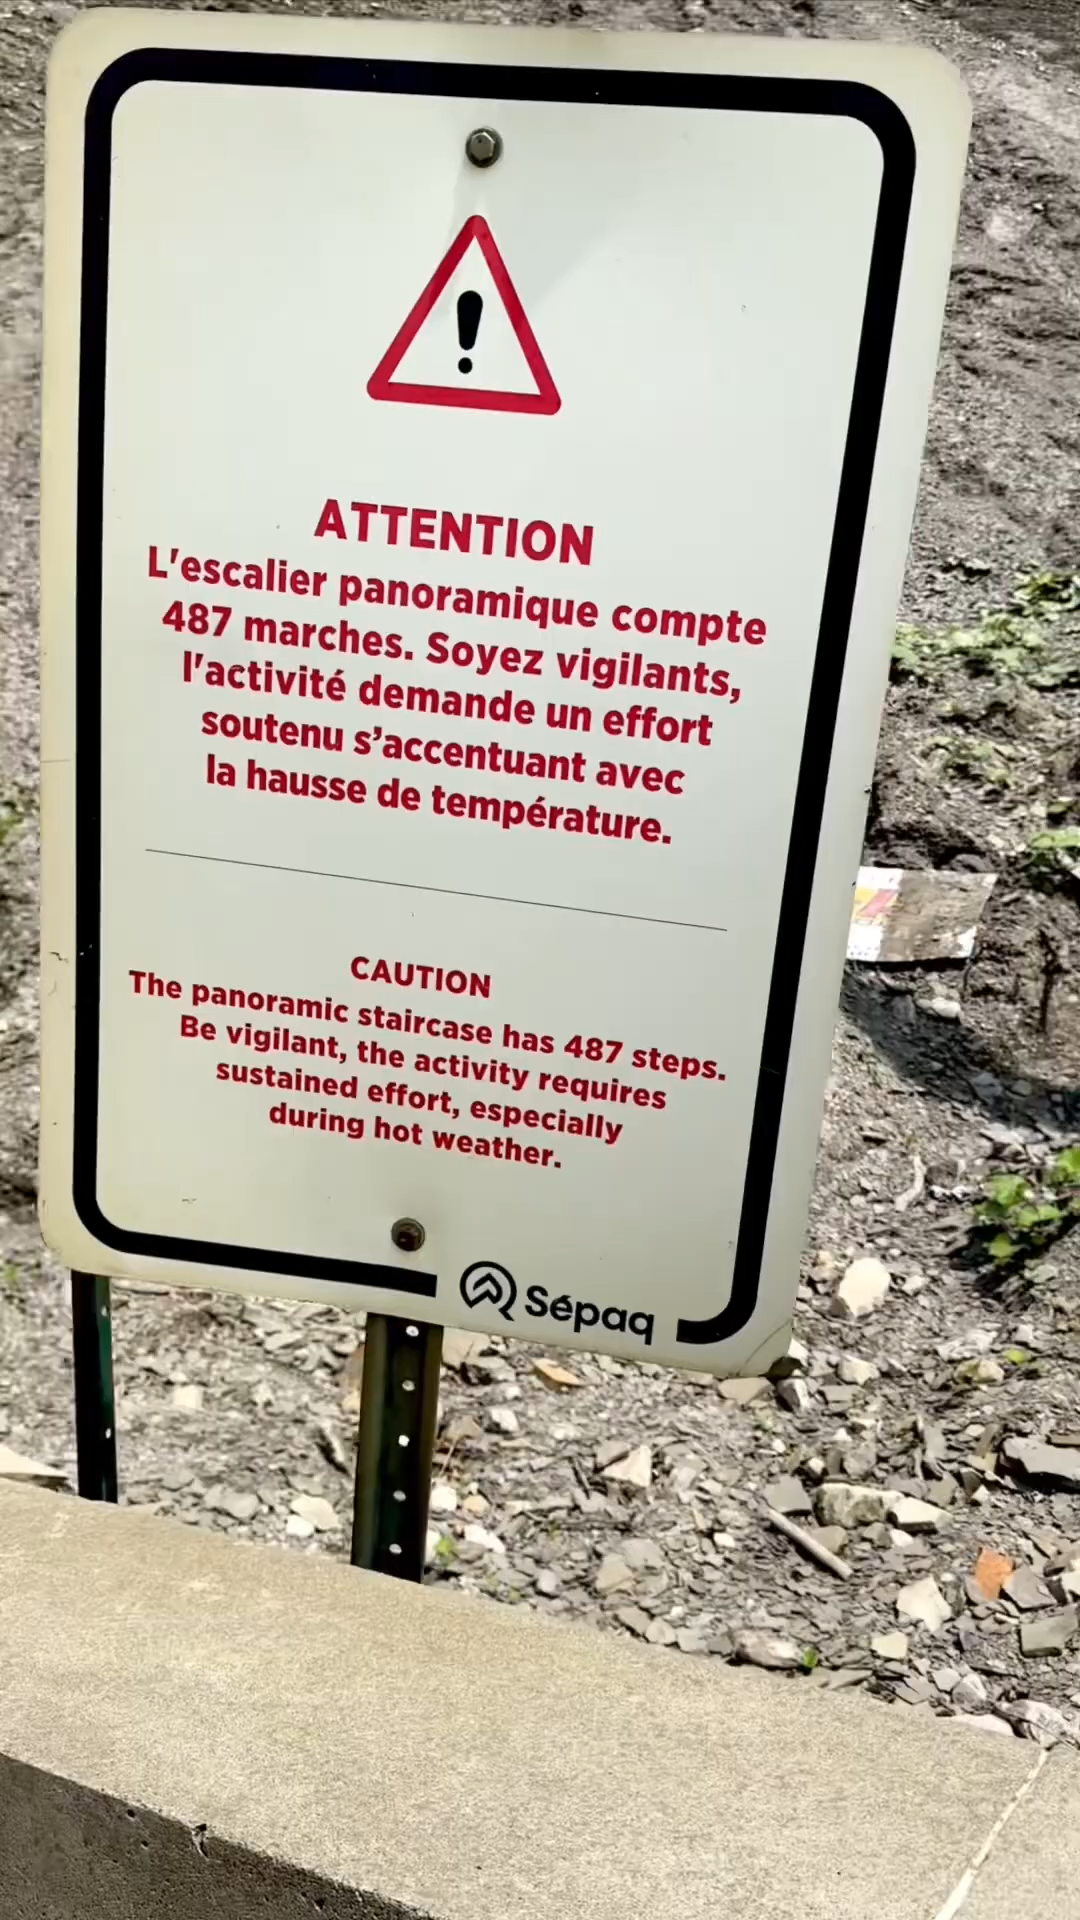 ATTENTION
L'escalier panoramique compte
487 marches. Soyez vigilants,
l'activité demande un effort
soutenu s’accentuant avec
la hausse de température.
CAUTION
The panoramic staircase has 487 steps.
Be vigilant, the activity requires
sustained effort, especially
during hot weather.
Sépaq